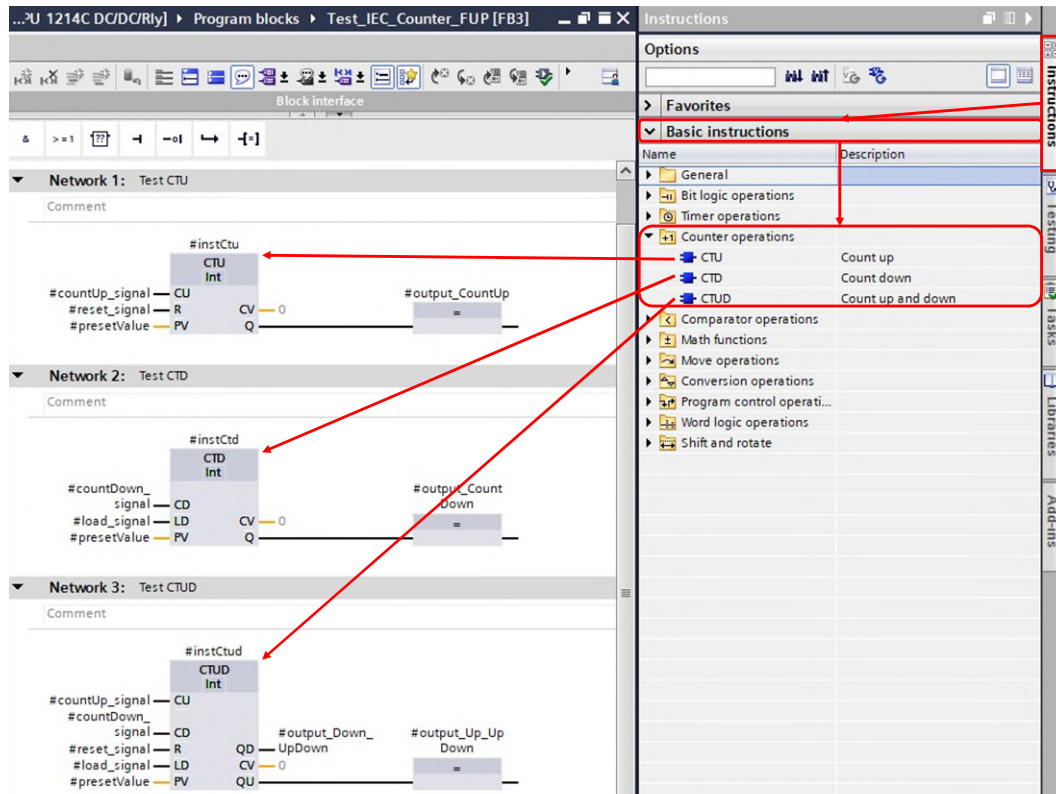 ...PU 1214C DC/DC/Rly] ▸ Program blocks ▸ Test_IEC_Counter_FUP [FB3]
Block interface
& >=1 [??] ⊣ –o| ↦ -[=]
Network 1: Test CTU
Comment
#instCtu
CTU
Int
#countUp_signal CU
#reset_signal R CV 0
#presetValue PV Q
#output_CountUp
=
Network 2: Test CTD
Comment
#instCtd
CTD
Int
#countDown_
signal CD
#load_signal LD CV 0
#presetValue PV Q
#output_Count
Down
=
Network 3: Test CTUD
Comment
#instCtud
CTUD
Int
#countUp_signal CU
#countDown_
signal CD
#reset_signal R QD
#load_signal LD CV 0
#presetValue PV QU
#output_Down_
UpDown
#output_Up_Up
Down
=
Instructions
Options
Favorites
Basic instructions
Name Description
General
Bit logic operations
Timer operations
Counter operations
CTU Count up
CTD Count down
CTUD Count up and down
Comparator operations
Math functions
Move operations
Conversion operations
Program control operati...
Word logic operations
Shift and rotate
Instructions
Testing
Tasks
Libraries
Add-ins